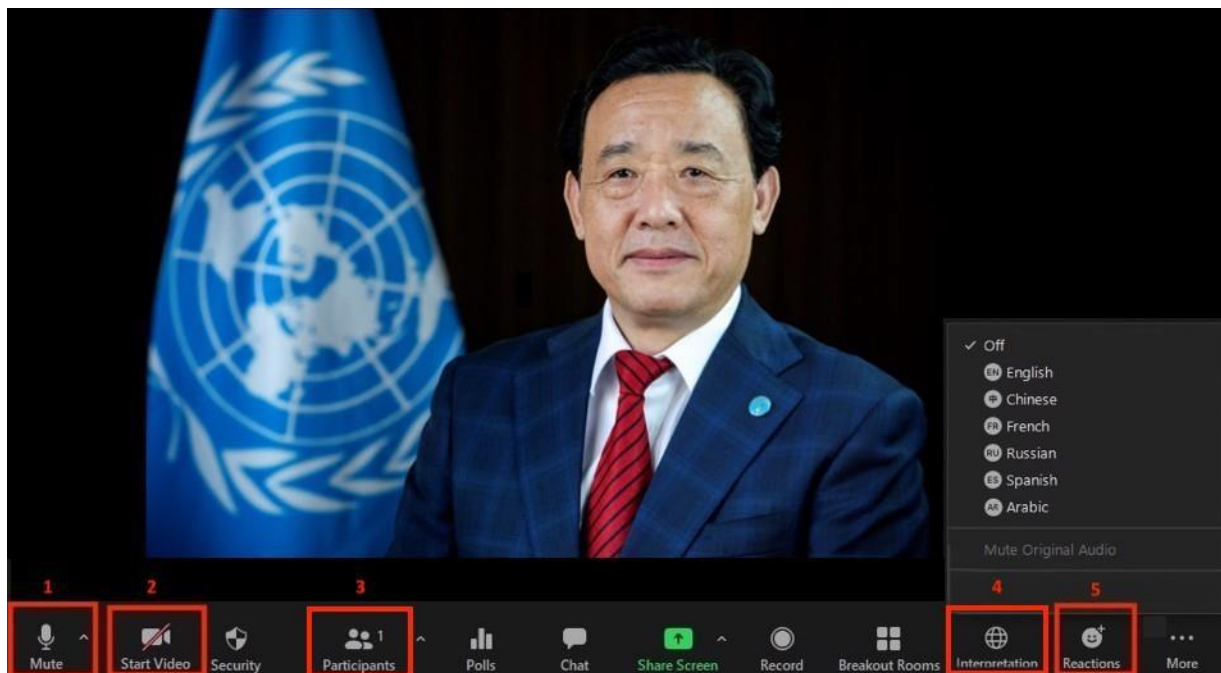 ✓ Off
EN English
中 Chinese
FR French
RU Russian
ES Spanish
AR Arabic
Mute Original Audio
1 2 3 4 5
1
Mute Start Video Security Participants Polls Chat Share Screen Record Breakout Rooms Interpretation Reactions More